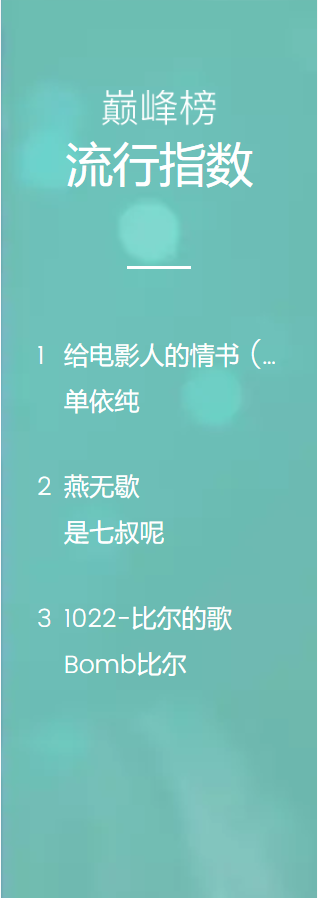 巅峰榜
流行指数
1 给电影人的情书（...
单依纯
2 燕无歇
是七叔呢
3 1022-比尔的歌
Bomb比尔